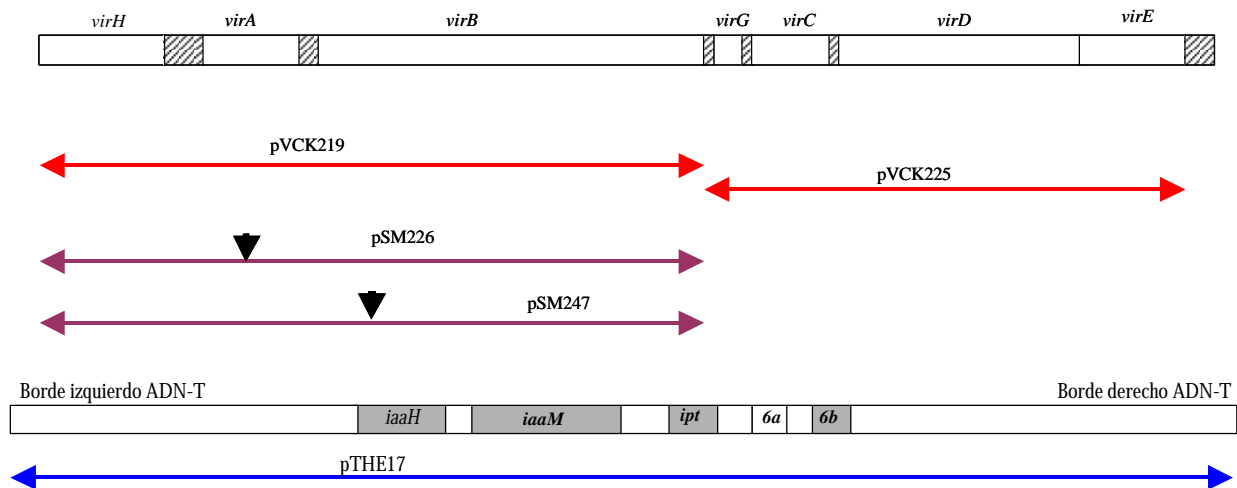 virH virA virB virG virC virD virE
pVCK219
pVCK225
pSM226
pSM247
Borde izquierdo ADN-T Borde derecho ADN-T
iaaH iaaM ipt 6a 6b
pTHE17